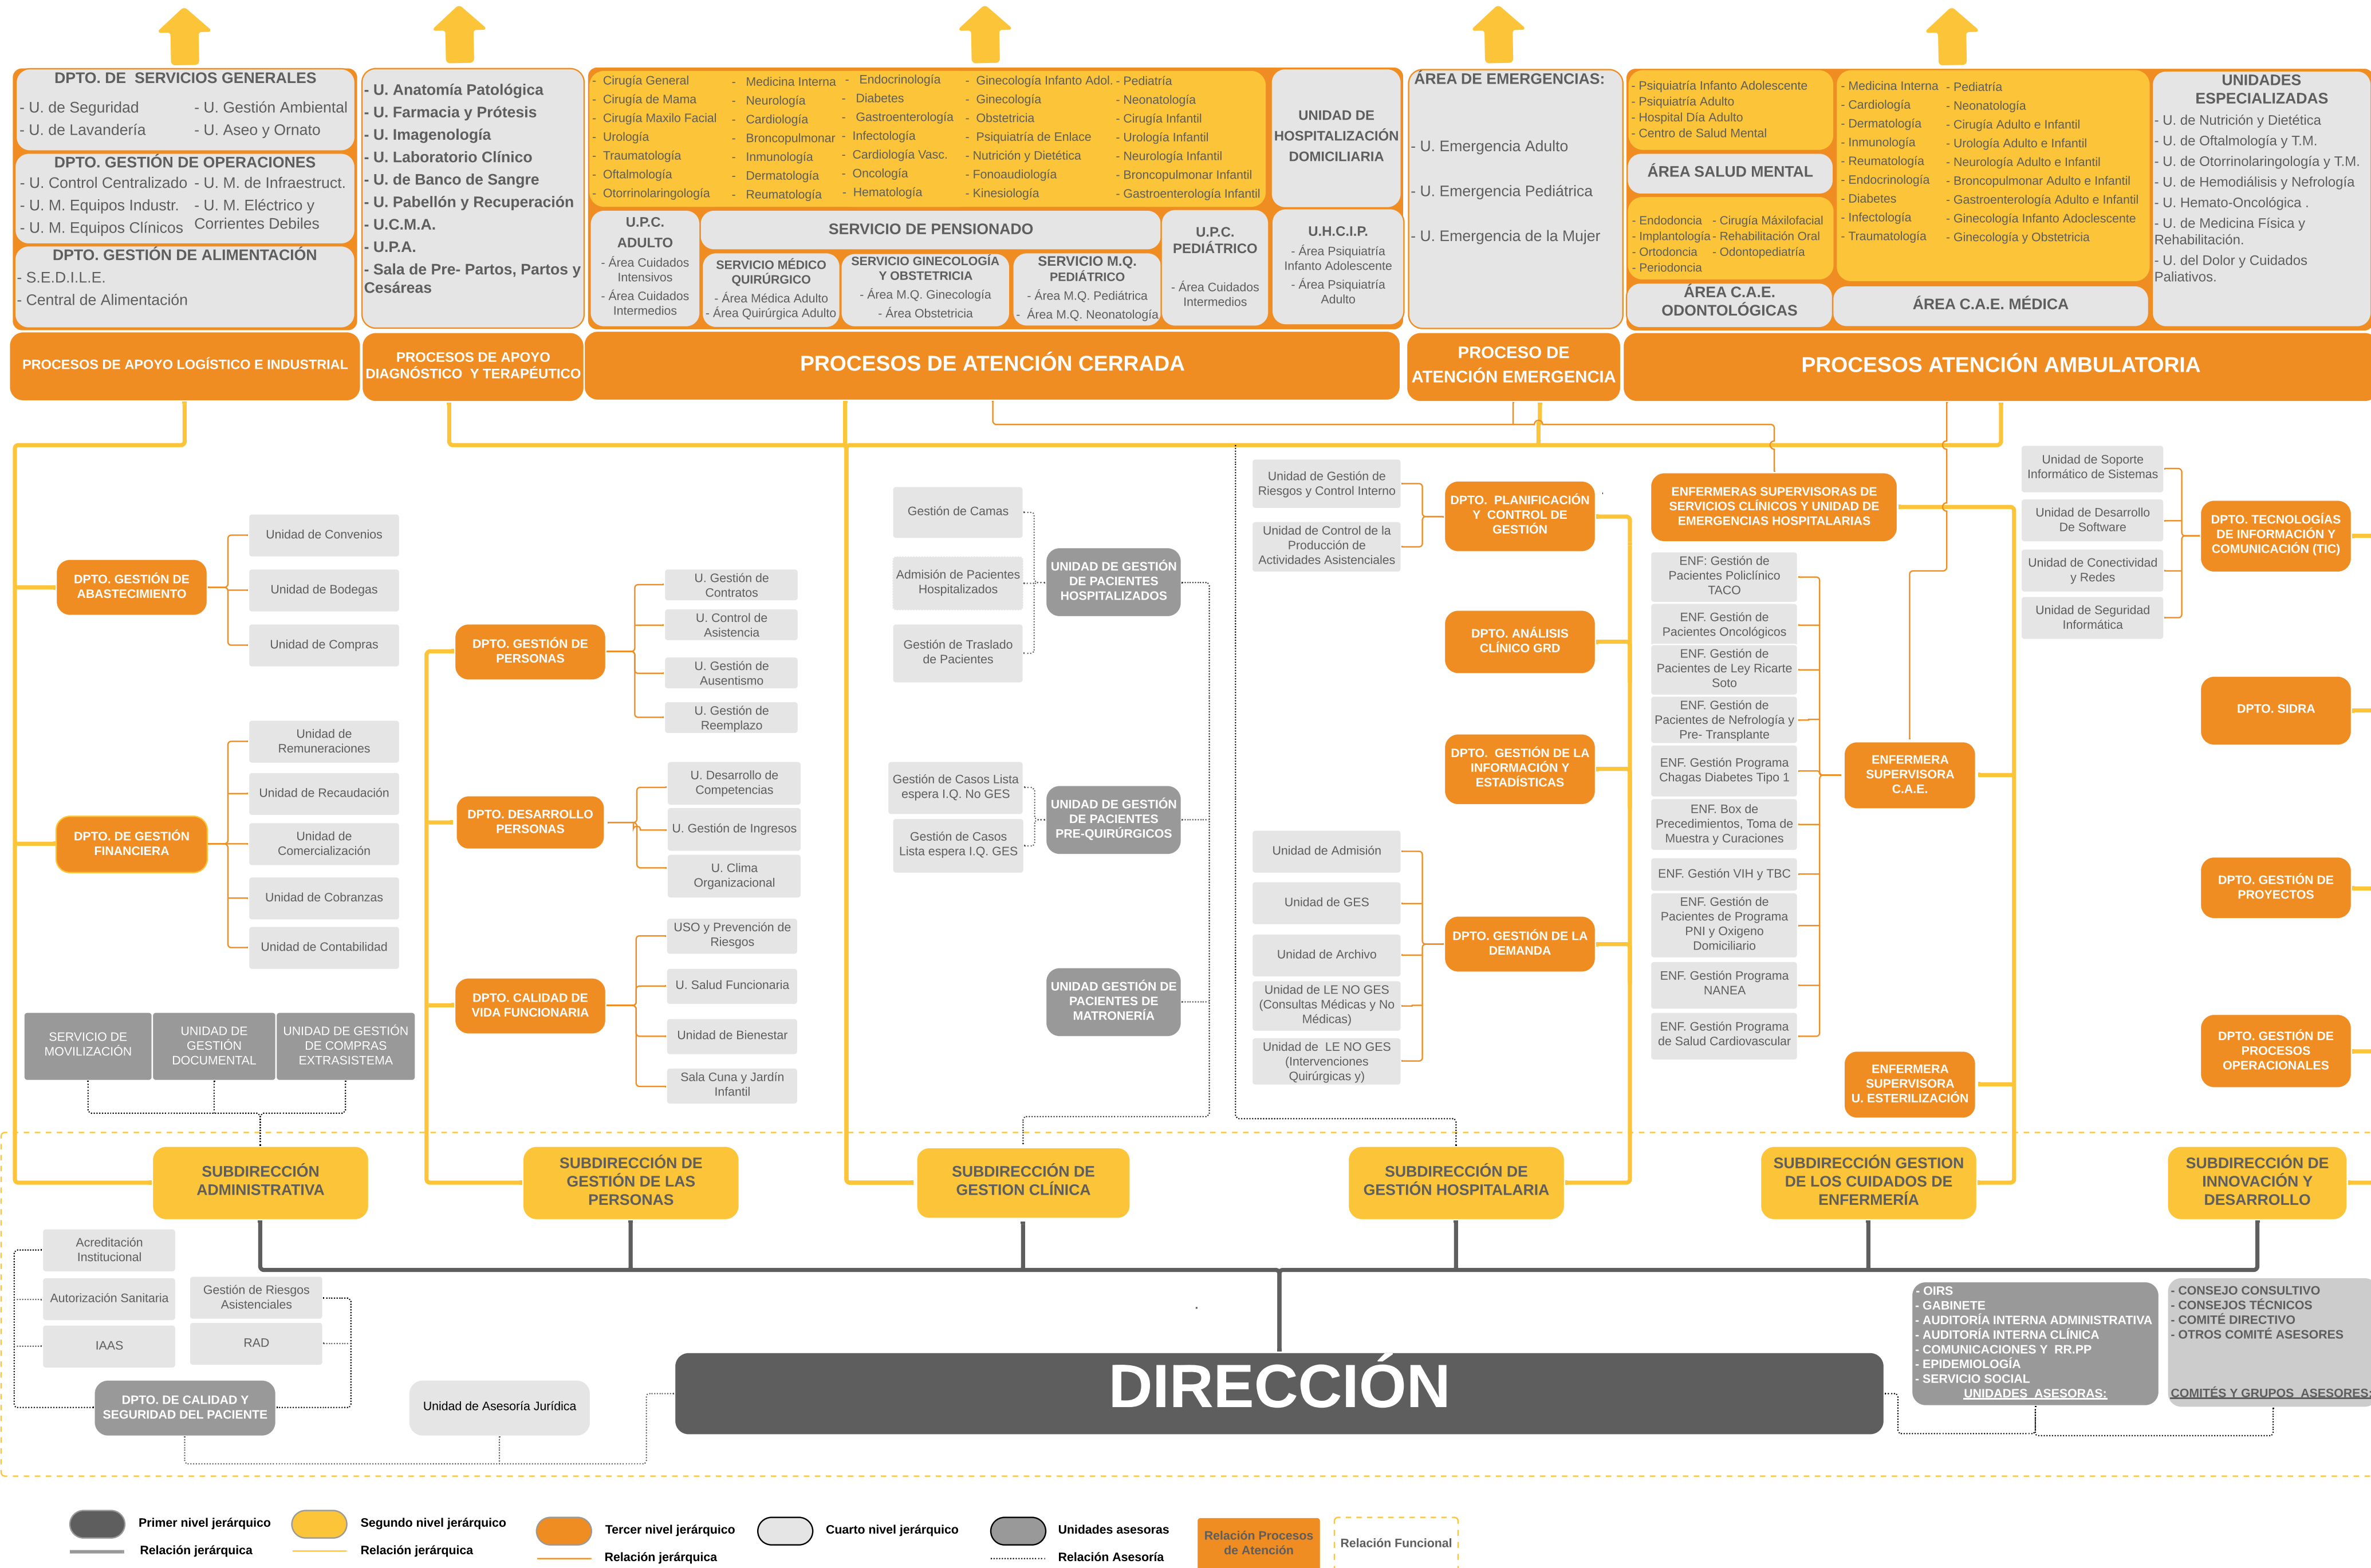 DPTO. DE SERVICIOS GENERALES
- U. de Seguridad
- U. de Lavandería
- U. Gestión Ambiental
- U. Aseo y Ornato
DPTO. GESTIÓN DE OPERACIONES
- U. Control Centralizado
- U. M. Equipos Industr.
- U. M. Equipos Clínicos
- U. M. de Infraestruct.
- U. M. Eléctrico y
Corrientes Debiles
DPTO. GESTIÓN DE ALIMENTACIÓN
- S.E.D.I.L.E.
- Central de Alimentación
PROCESOS DE APOYO LOGÍSTICO E INDUSTRIAL
- U. Anatomía Patológica
- U. Farmacia y Prótesis
- U. Imagenología
- U. Laboratorio Clínico
- U. de Banco de Sangre
- U. Pabellón y Recuperación
- U.C.M.A.
- U.P.A.
- Sala de Pre- Partos, Partos y
Cesáreas
PROCESOS DE APOYO
DIAGNÓSTICO Y TERAPÉUTICO
- Cirugía General
- Cirugía de Mama
- Cirugía Maxilo Facial
- Urología
- Traumatología
- Oftalmología
- Otorrinolaringología
- Medicina Interna
- Neurología
- Cardiología
- Broncopulmonar
- Inmunología
- Dermatología
- Reumatología
- Endocrinología
- Diabetes
- Gastroenterología
- Infectología
- Cardiología Vasc.
- Oncología
- Hematología
- Ginecología Infanto Adol.
- Ginecología
- Obstetricia
- Psiquiatría de Enlace
- Nutrición y Dietética
- Fonoaudiología
- Kinesiología
- Pediatría
- Neonatología
- Cirugía Infantil
- Urología Infantil
- Neurología Infantil
- Broncopulmonar Infantil
- Gastroenterología Infantil
UNIDAD DE
HOSPITALIZACIÓN
DOMICILIARIA
U.P.C.
ADULTO
- Área Cuidados
Intensivos
- Área Cuidados
Intermedios
SERVICIO DE PENSIONADO
SERVICIO MÉDICO
QUIRÚRGICO
- Área Médica Adulto
- Área Quirúrgica Adulto
SERVICIO GINECOLOGÍA
Y OBSTETRICIA
- Área M.Q. Ginecología
- Área Obstetricia
SERVICIO M.Q.
PEDIÁTRICO
- Área M.Q. Pediátrica
- Área M.Q. Neonatología
U.P.C.
PEDIÁTRICO
- Área Cuidados
Intermedios
U.H.C.I.P.
- Área Psiquiatría
Infanto Adolescente
- Área Psiquiatría
Adulto
PROCESOS DE ATENCIÓN CERRADA
ÁREA DE EMERGENCIAS:
- U. Emergencia Adulto
- U. Emergencia Pediátrica
- U. Emergencia de la Mujer
PROCESO DE
ATENCIÓN EMERGENCIA
- Psiquiatría Infanto Adolescente
- Psiquiatría Adulto
- Hospital Día Adulto
- Centro de Salud Mental
ÁREA SALUD MENTAL
- Endodoncia
- Implantología
- Ortodoncia
- Periodoncia
- Cirugía Máxilofacial
- Rehabilitación Oral
- Odontopediatría
ÁREA C.A.E.
ODONTOLÓGICAS
- Medicina Interna
- Cardiología
- Dermatología
- Inmunología
- Reumatología
- Endocrinología
- Diabetes
- Infectología
- Traumatología
- Pediatría
- Neonatología
- Cirugía Adulto e Infantil
- Urología Adulto e Infantil
- Neurología Adulto e Infantil
- Broncopulmonar Adulto e Infantil
- Gastroenterología Adulto e Infantil
- Ginecología Infanto Adoclescente
- Ginecología y Obstetricia
ÁREA C.A.E. MÉDICA
UNIDADES
ESPECIALIZADAS
- U. de Nutrición y Dietética
- U. de Oftalmología y T.M.
- U. de Otorrinolaringología y T.M.
- U. de Hemodiálisis y Nefrología
- U. Hemato-Oncológica .
- U. de Medicina Física y
Rehabilitación.
- U. del Dolor y Cuidados
Paliativos.
PROCESOS ATENCIÓN AMBULATORIA
DPTO. GESTIÓN DE
ABASTECIMIENTO
Unidad de Convenios
Unidad de Bodegas
Unidad de Compras
DPTO. DE GESTIÓN
FINANCIERA
Unidad de
Remuneraciones
Unidad de Recaudación
Unidad de
Comercialización
Unidad de Cobranzas
Unidad de Contabilidad
SERVICIO DE
MOVILIZACIÓN
UNIDAD DE
GESTIÓN
DOCUMENTAL
UNIDAD DE GESTIÓN
DE COMPRAS
EXTRASISTEMA
DPTO. GESTIÓN DE
PERSONAS
U. Gestión de
Contratos
U. Control de
Asistencia
U. Gestión de
Ausentismo
U. Gestión de
Reemplazo
DPTO. DESARROLLO
PERSONAS
U. Desarrollo de
Competencias
U. Gestión de Ingresos
U. Clima
Organizacional
DPTO. CALIDAD DE
VIDA FUNCIONARIA
USO y Prevención de
Riesgos
U. Salud Funcionaria
Unidad de Bienestar
Sala Cuna y Jardín
Infantil
Gestión de Camas
Admisión de Pacientes
Hospitalizados
Gestión de Traslado
de Pacientes
UNIDAD DE GESTIÓN
DE PACIENTES
HOSPITALIZADOS
Gestión de Casos Lista
espera I.Q. No GES
Gestión de Casos
Lista espera I.Q. GES
UNIDAD DE GESTIÓN
DE PACIENTES
PRE-QUIRÚRGICOS
UNIDAD GESTIÓN DE
PACIENTES DE
MATRONERÍA
Unidad de Gestión de
Riesgos y Control Interno
Unidad de Control de la
Producción de
Actividades Asistenciales
DPTO. PLANIFICACIÓN
Y CONTROL DE
GESTIÓN
DPTO. ANÁLISIS
CLÍNICO GRD
DPTO. GESTIÓN DE LA
INFORMACIÓN Y
ESTADÍSTICAS
Unidad de Admisión
Unidad de GES
Unidad de Archivo
Unidad de LE NO GES
(Consultas Médicas y No
Médicas)
Unidad de LE NO GES
(Intervenciones
Quirúrgicas y)
DPTO. GESTIÓN DE LA
DEMANDA
ENFERMERAS SUPERVISORAS DE
SERVICIOS CLÍNICOS Y UNIDAD DE
EMERGENCIAS HOSPITALARIAS
ENF: Gestión de
Pacientes Policlínico
TACO
ENF. Gestión de
Pacientes Oncológicos
ENF. Gestión de
Pacientes de Ley Ricarte
Soto
ENF. Gestión de
Pacientes de Nefrología y
Pre- Transplante
ENF. Gestión Programa
Chagas Diabetes Tipo 1
ENF. Box de
Precedimientos, Toma de
Muestra y Curaciones
ENF. Gestión VIH y TBC
ENF. Gestión de
Pacientes de Programa
PNI y Oxigeno
Domiciliario
ENF. Gestión Programa
NANEA
ENF. Gestión Programa
de Salud Cardiovascular
ENFERMERA
SUPERVISORA
C.A.E.
ENFERMERA
SUPERVISORA
U. ESTERILIZACIÓN
Unidad de Soporte
Informático de Sistemas
Unidad de Desarrollo
De Software
Unidad de Conectividad
y Redes
Unidad de Seguridad
Informática
DPTO. TECNOLOGÍAS
DE INFORMACIÓN Y
COMUNICACIÓN (TIC)
DPTO. SIDRA
DPTO. GESTIÓN DE
PROYECTOS
DPTO. GESTIÓN DE
PROCESOS
OPERACIONALES
SUBDIRECCIÓN
ADMINISTRATIVA
SUBDIRECCIÓN DE
GESTIÓN DE LAS
PERSONAS
SUBDIRECCIÓN DE
GESTION CLÍNICA
SUBDIRECCIÓN DE
GESTIÓN HOSPITALARIA
SUBDIRECCIÓN GESTION
DE LOS CUIDADOS DE
ENFERMERÍA
SUBDIRECCIÓN DE
INNOVACIÓN Y
DESARROLLO
Acreditación
Institucional
Autorización Sanitaria
IAAS
Gestión de Riesgos
Asistenciales
RAD
DPTO. DE CALIDAD Y
SEGURIDAD DEL PACIENTE
Unidad de Asesoría Jurídica
DIRECCIÓN
- OIRS
- GABINETE
- AUDITORÍA INTERNA ADMINISTRATIVA
- AUDITORÍA INTERNA CLÍNICA
- COMUNICACIONES Y RR.PP
- EPIDEMIOLOGÍA
- SERVICIO SOCIAL
UNIDADES ASESORAS:
- CONSEJO CONSULTIVO
- CONSEJOS TÉCNICOS
- COMITÉ DIRECTIVO
- OTROS COMITÉ ASESORES
COMITÉS Y GRUPOS ASESORES:
Primer nivel jerárquico
Relación jerárquica
Segundo nivel jerárquico
Relación jerárquica
Tercer nivel jerárquico
Relación jerárquica
Cuarto nivel jerárquico
Unidades asesoras
Relación Asesoría
Relación Procesos
de Atención
Relación Funcional